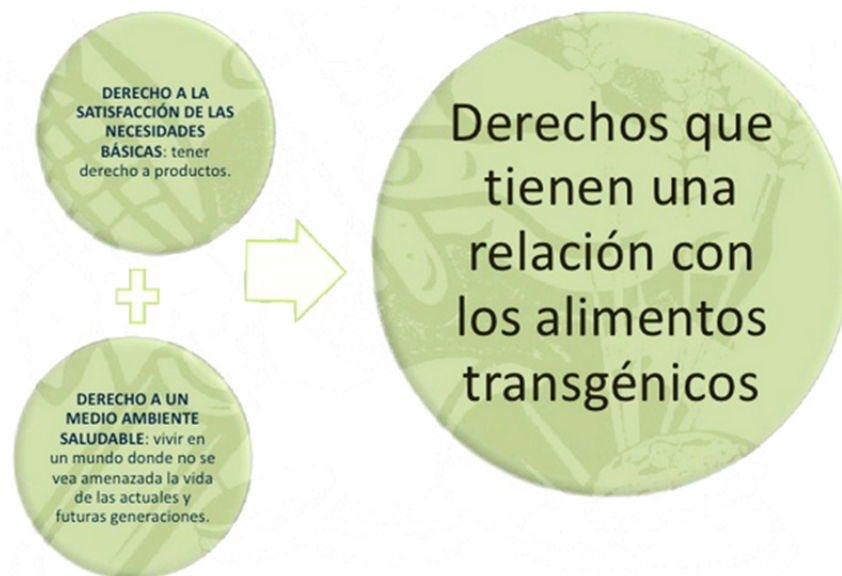 DERECHO A LA
SATISFACCIÓN DE LAS
NECESIDADES
BÁSICAS: tener
derecho a productos.
DERECHO A UN
MEDIO AMBIENTE
SALUDABLE: vivir en
un mundo donde no se
vea amenazada la vida
de las actuales y
futuras generaciones.
Derechos que
tienen una
relación con
los alimentos
transgénicos